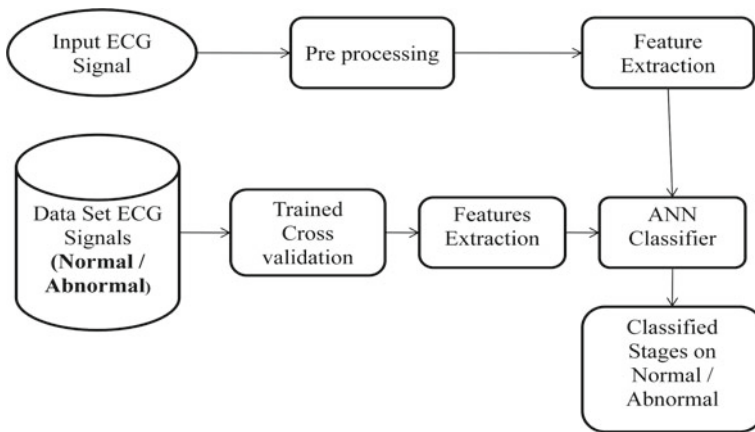 Input ECG
Signal
Pre processing
Feature
Extraction
Data Set ECG
Signals
(Normal /
Abnormal)
Trained
Cross
validation
Features
Extraction
ANN
Classifier
Classified
Stages on
Normal /
Abnormal